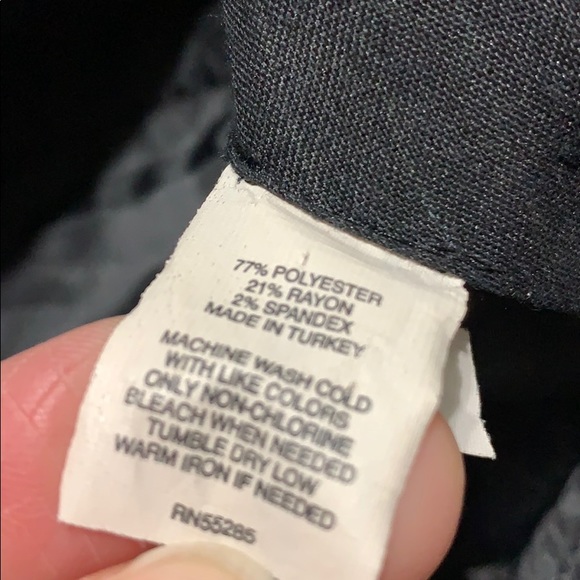 77% POLYESTER
21% RAYON
2% SPANDEX
MADE IN TURKEY
MACHINE WASH COLD
WITH LIKE COLORS
ONLY NON-CHLORINE
BLEACH WHEN NEEDED
TUMBLE DRY LOW
WARM IRON IF NEEDED
RN55285